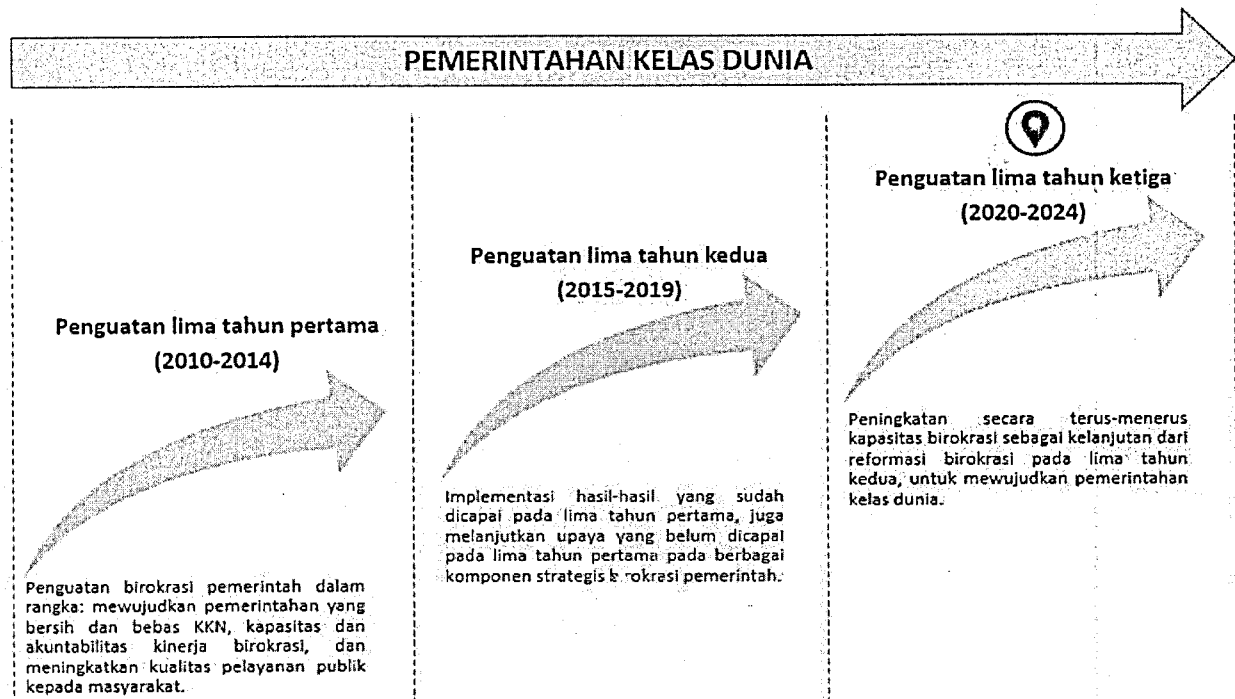 PEMERINTAHAN KELAS DUNIA
Penguatan lima tahun pertama
(2010-2014)
Penguatan birokrasi pemerintah dalam
rangka: mewujudkan pemerintahan yang
bersih dan bebas KKN, kapasitas dan
akuntabilitas kinerja birokrasi, dan
meningkatkan kualitas pelayanan publik
kepada masyarakat.
Penguatan lima tahun kedua
(2015-2019)
Implementasi hasil-hasil yang sudah
dicapai pada lima tahun pertama, juga
melanjutkan upaya yang belum dicapai
pada lima tahun pertama pada berbagai
komponen strategis birokrasi pemerintah.
Penguatan lima tahun ketiga
(2020-2024)
Peningkatan secara terus-menerus
kapasitas birokrasi sebagai kelanjutan dari
reformasi birokrasi pada lima tahun
kedua, untuk mewujudkan pemerintahan
kelas dunia.